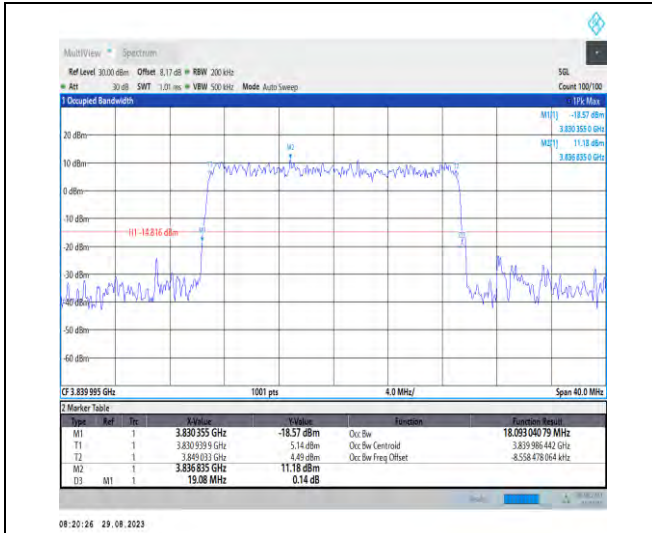 MultiView Spectrum
Ref Level 30.00 dBm Offset 8.17 dB RBW 200 kHz SGL
Att 30 dB SWT 1.01 ms VBW 500 kHz Mode Auto Sweep Count 100/100
1 Occupied Bandwidth 1Pk Max
M1[1] -18.57 dBm
3.830 355 0 GHz
M2[1] 11.18 dBm
3.836 835 0 GHz
20 dBm
M2
10 dBm
0 dBm
-10 dBm
H1 -14.816 dBm
-20 dBm
-30 dBm
-40 dBm
-50 dBm
-60 dBm
CF 3.839 995 GHz 1001 pts 4.0 MHz/ Span 40.0 MHz
2 Marker Table
Type Ref Trc X-Value Y-Value Function Function Result
M1 1 3.830 355 GHz -18.57 dBm Occ Bw 18.093 040 79 MHz
T1 1 3.830 939 9 GHz 5.14 dBm Occ Bw Centroid 3.839 986 442 GHz
T2 1 3.849 033 GHz 4.49 dBm Occ Bw Freq Offset -8.558 478 064 kHz
M2 1 3.836 835 GHz 11.18 dBm
D3 M1 1 19.08 MHz 0.14 dB
08:20:26 29.08.2023